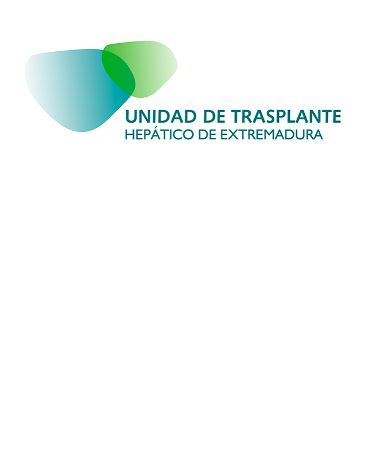 UNIDAD DE TRASPLANTE
HEPÁTICO DE EXTREMADURA